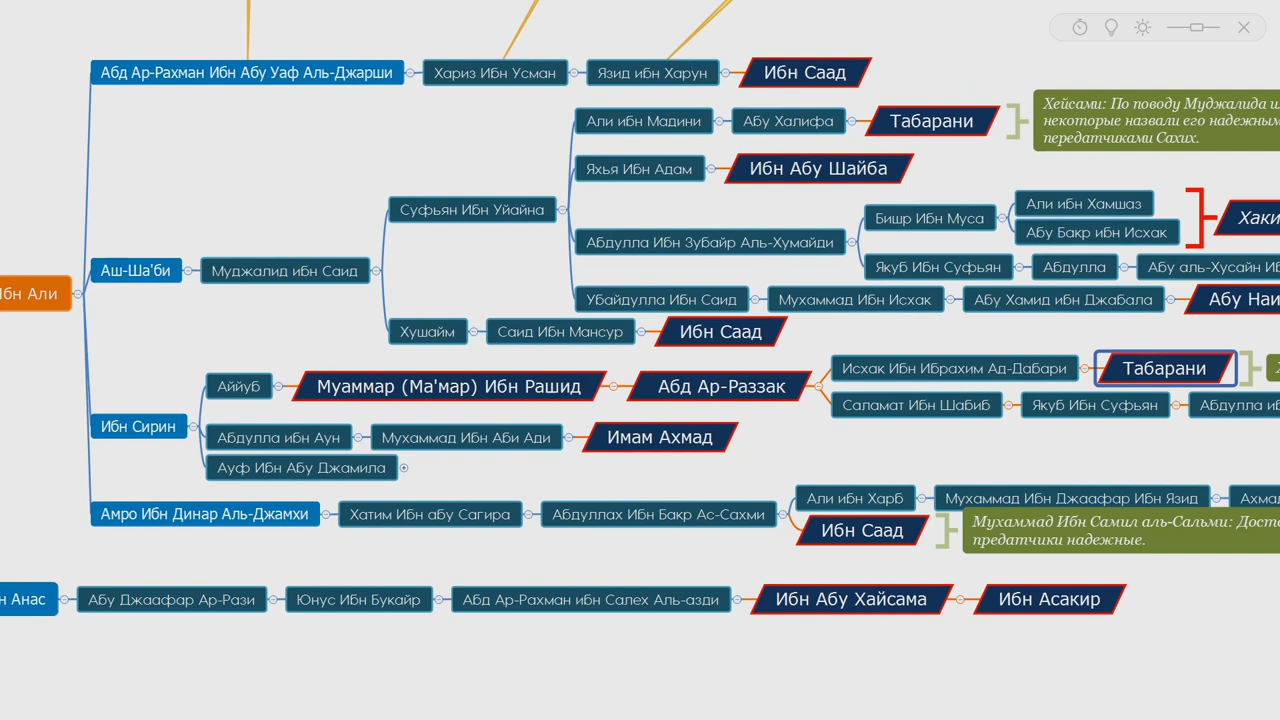 Абд Ар-Рахман Ибн Абу Уаф Аль-Джарши
Хариз Ибн Усман
Язид ибн Харун
Ибн Саад
Хейсами: По поводу Муджалида
некоторые назвали его надежным
передатчиками Сахих.
Али ибн Мадини
Абу Халифа
Табарани
Яхья Ибн Адам
Ибн Абу Шайба
Суфьян Ибн Уйайна
Али ибн Хамшаз
Бишр Ибн Муса
Абу Бакр ибн Исхак
Хаки
Абдулла Ибн Зубайр Аль-Хумайди
Якуб Ибн Суфьян
Абдулла
Абу аль-Хусайн
Аш-Ша'би
Муджалид ибн Саид
Ибн Али
Убайдулла Ибн Саид
Мухаммад Ибн Исхак
Абу Хамид ибн Джабала
Абу Наи
Хушайм
Саид Ибн Мансур
Ибн Саад
Аййуб
Муаммар (Ма'мар) Ибн Рашид
Абд Ар-Раззак
Исхак Ибн Ибрахим Ад-Дабари
Табарани
Саламат Ибн Шабиб
Якуб Ибн Суфьян
Абдулла
Ибн Сирин
Абдулла ибн Аун
Мухаммад Ибн Аби Ади
Имам Ахмад
Ауф Ибн Абу Джамила
Амро Ибн Динар Аль-Джамхи
Хатим Ибн абу Сагира
Абдуллах Ибн Бакр Ас-Сахми
Али ибн Харб
Мухаммад Ибн Джаафар Ибн Язид
Ахмад
Ибн Саад
Мухаммад Ибн Самил аль-Сальми: Дост
предатчики надежные.
н Анас
Абу Джаафар Ар-Рази
Юнус Ибн Букайр
Абд Ар-Рахман ибн Салех Аль-азди
Ибн Абу Хайсама
Ибн Асакир